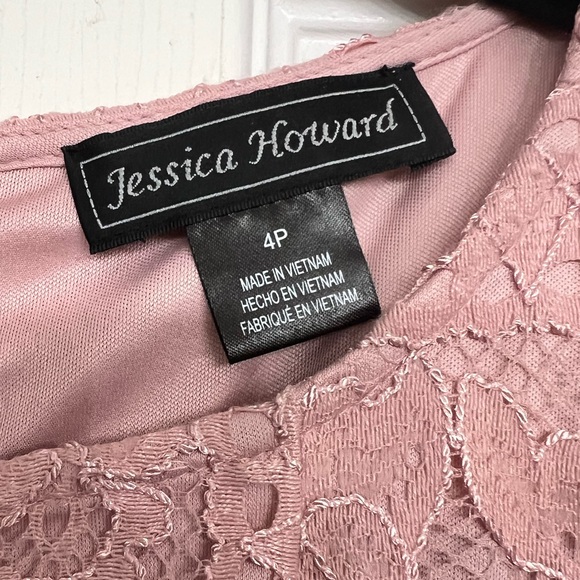 Jessica Howard
4P
MADE IN VIETNAM
HECHO EN VIETNAM
FABRIQUÉ EN VIETNAM